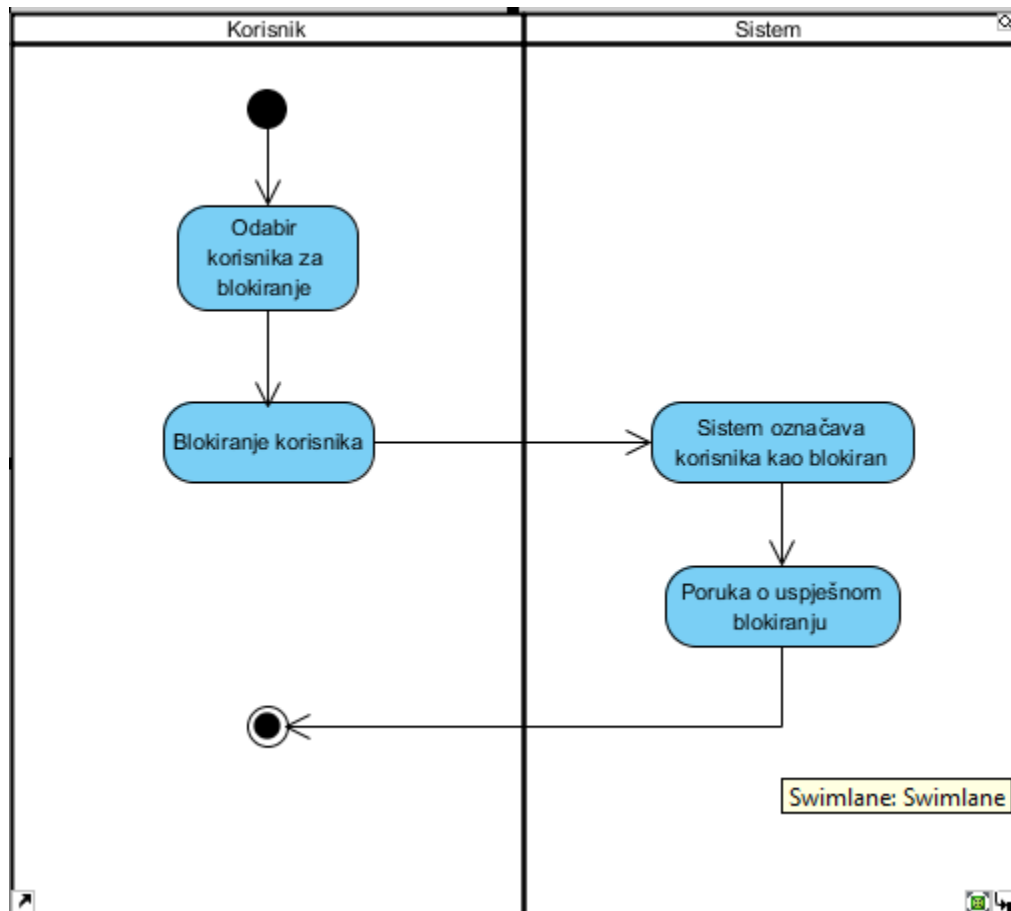 Korisnik
Sistem
Odabir
korisnika za
blokiranje
Blokiranje korisnika
Sistem označava
korisnika kao blokiran
Poruka o uspješnom
blokiranju
Swimlane: Swimlane